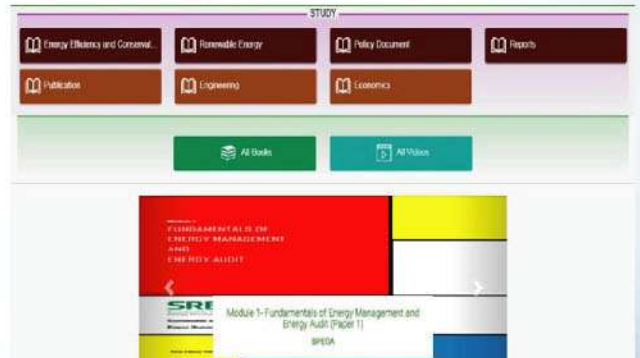 STUDY
Energy Efficiency and Conservat...
Renewable Energy
Policy Document
Reports
Publication
Engineering
Economics
All Books
All Videos
FUNDAMENTALS OF
ENERGY MANAGEMENT
AND
ENERGY AUDIT
SRE
Module 1- Fundamentals of Energy Management and
Energy Audit (Paper 1)